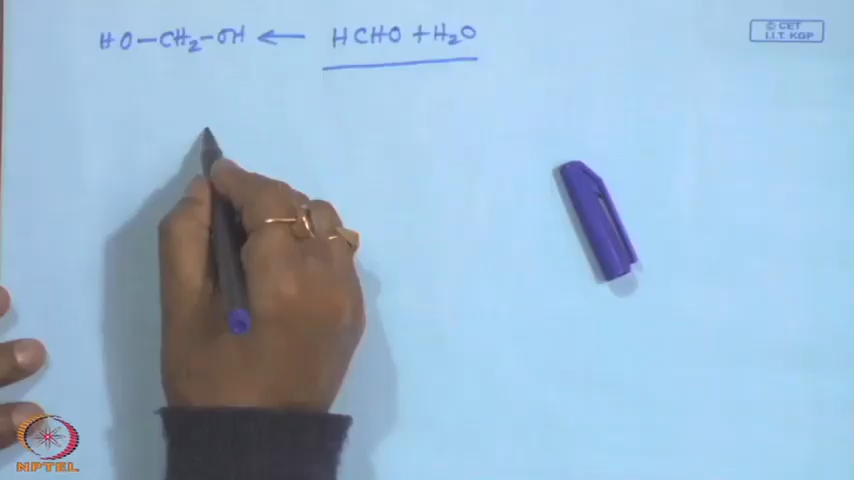 HO—CH₂—OH ← HCHO + H₂O
© CET
I.I.T. KGP
NPTEL